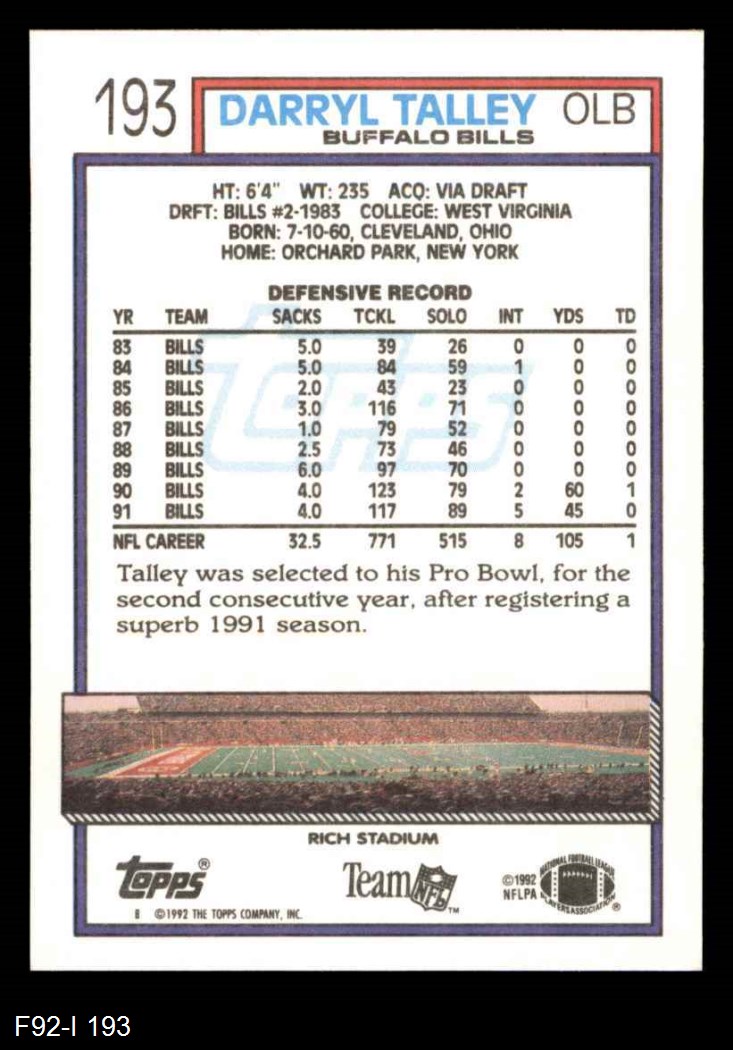 193 DARRYL TALLEY OLB
BUFFALO BILLS
HT: 6'4" WT: 235 ACQ: VIA DRAFT
DRFT: BILLS #2-1983 COLLEGE: WEST VIRGINIA
BORN: 7-10-60, CLEVELAND, OHIO
HOME: ORCHARD PARK, NEW YORK
DEFENSIVE RECORD
YR TEAM SACKS TCKL SOLO INT YDS TD
83 BILLS 5.0 39 26 0 0 0
84 BILLS 5.0 84 59 1 0 0
85 BILLS 2.0 43 23 0 0 0
86 BILLS 3.0 116 71 0 0 0
87 BILLS 1.0 79 52 0 0 0
88 BILLS 2.5 73 46 0 0 0
89 BILLS 6.0 97 70 0 0 0
90 BILLS 4.0 123 79 2 60 1
91 BILLS 4.0 117 89 5 45 0
NFL CAREER 32.5 771 515 8 105 1
Topps
Talley was selected to his Pro Bowl, for the
second consecutive year, after registering a
superb 1991 season.
RICH STADIUM
Topps®
Team NFL™
©1992
NFLPA
NATIONAL FOOTBALL LEAGUE
PLAYERS ASSOCIATION ®
B ©1992 THE TOPPS COMPANY, INC.
F92-I 193